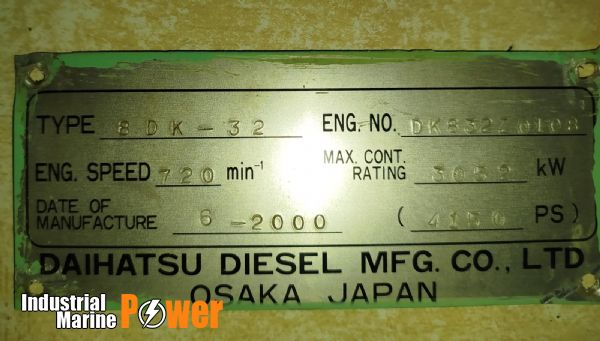 TYPE 8DK-32 ENG. NO.
ENG. SPEED 720 min⁻¹ MAX. CONT. RATING 3052 kW
DATE OF MANUFACTURE 6-2000 (4150 PS)
DAIHATSU DIESEL MFG. CO., LTD
OSAKA JAPAN
Industrial
Marine Power